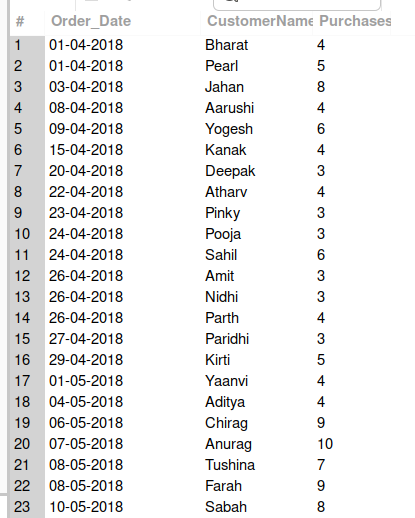 # Order_Date CustomerName Purchases
1 01-04-2018 Bharat 4
2 01-04-2018 Pearl 5
3 03-04-2018 Jahan 8
4 08-04-2018 Aarushi 4
5 09-04-2018 Yogesh 6
6 15-04-2018 Kanak 4
7 20-04-2018 Deepak 3
8 22-04-2018 Atharv 4
9 23-04-2018 Pinky 3
10 24-04-2018 Pooja 3
11 24-04-2018 Sahil 6
12 26-04-2018 Amit 3
13 26-04-2018 Nidhi 3
14 26-04-2018 Parth 4
15 27-04-2018 Paridhi 3
16 29-04-2018 Kirti 5
17 01-05-2018 Yaanvi 4
18 04-05-2018 Aditya 4
19 06-05-2018 Chirag 9
20 07-05-2018 Anurag 10
21 08-05-2018 Tushina 7
22 08-05-2018 Farah 9
23 10-05-2018 Sabah 8